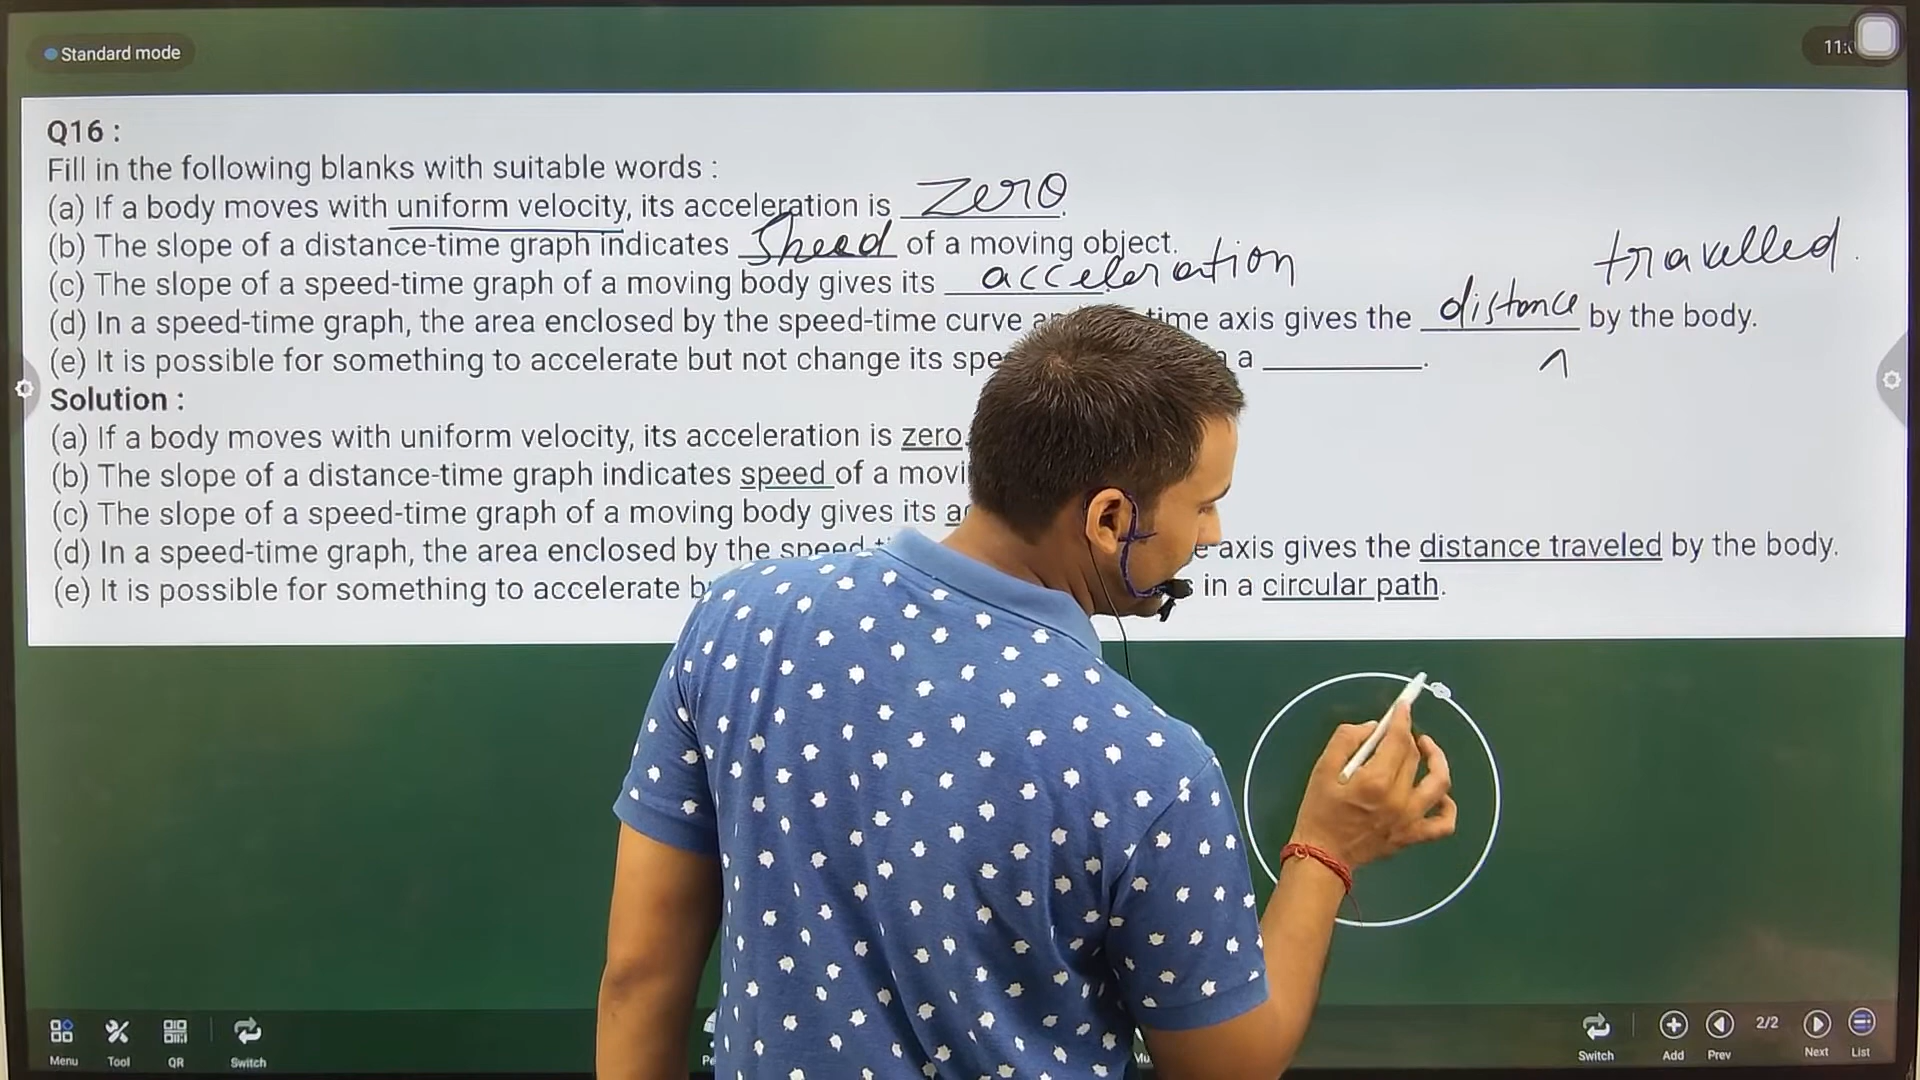 Standard mode
11:
Q16 :
Fill in the following blanks with suitable words :
(a) If a body moves with uniform velocity, its acceleration is zero.
(b) The slope of a distance-time graph indicates Speed of a moving object.
travelled.
(c) The slope of a speed-time graph of a moving body gives its acceleration
(d) In a speed-time graph, the area enclosed by the speed-time curve time axis gives the distance by the body.
(e) It is possible for something to accelerate but not change its a ________.
Solution :
(a) If a body moves with uniform velocity, its acceleration is zero
(b) The slope of a distance-time graph indicates speed of a
(c) The slope of a speed-time graph of a moving body gives its
(d) In a speed-time graph, the area enclosed by the speed axis gives the distance traveled by the body.
(e) It is possible for something to accelerate in a circular path.
Menu Tool QR Switch Switch Add Prev 2/2 Next List